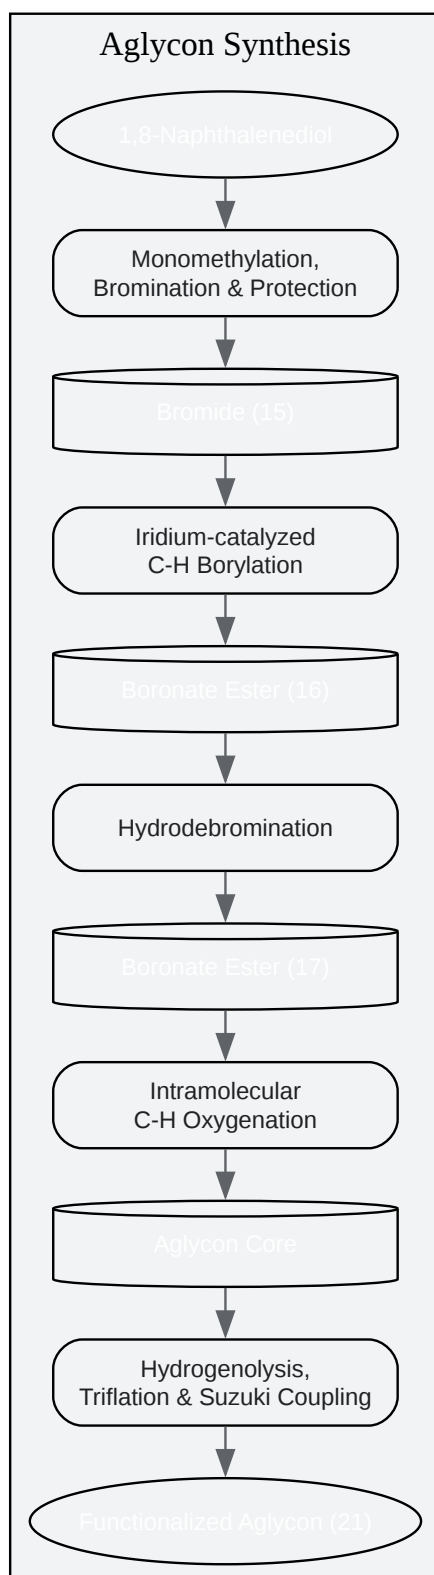 Aglycon Synthesis
1,8-Naphthalenediol
Monomethylation,
Bromination & Protection
Bromide (15)
Iridium-catalyzed
C-H Borylation
Boronate Ester (16)
Hydrodebromination
Boronate Ester (17)
Intramolecular
C-H Oxygenation
Aglycon Core
Hydrogenolysis,
Triflation & Suzuki Coupling
Functionalized Aglycon (21)